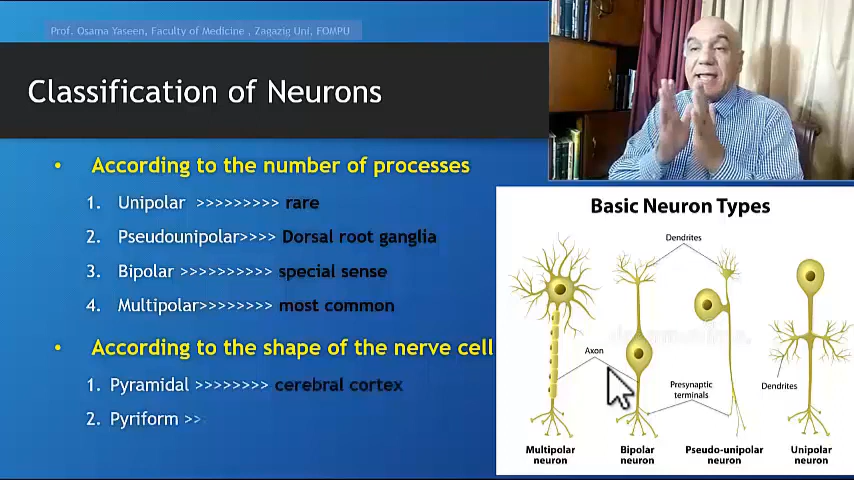 Prof. Osama Yaseen, Faculty of Medicine , Zagazig Uni, FOMPU
Classification of Neurons
• According to the number of processes
1. Unipolar >>>>>>>>> rare
2. Pseudounipolar>>>> Dorsal root ganglia
3. Bipolar >>>>>>>>>> special sense
4. Multipolar>>>>>>>> most common
• According to the shape of the nerve cell
1. Pyramidal >>>>>>>> cerebral cortex
2. Pyriform >>
Basic Neuron Types
Dendrites
Axon
Presynaptic
terminals
Dendrites
Multipolar
neuron
Bipolar
neuron
Pseudo-unipolar
neuron
Unipolar
neuron